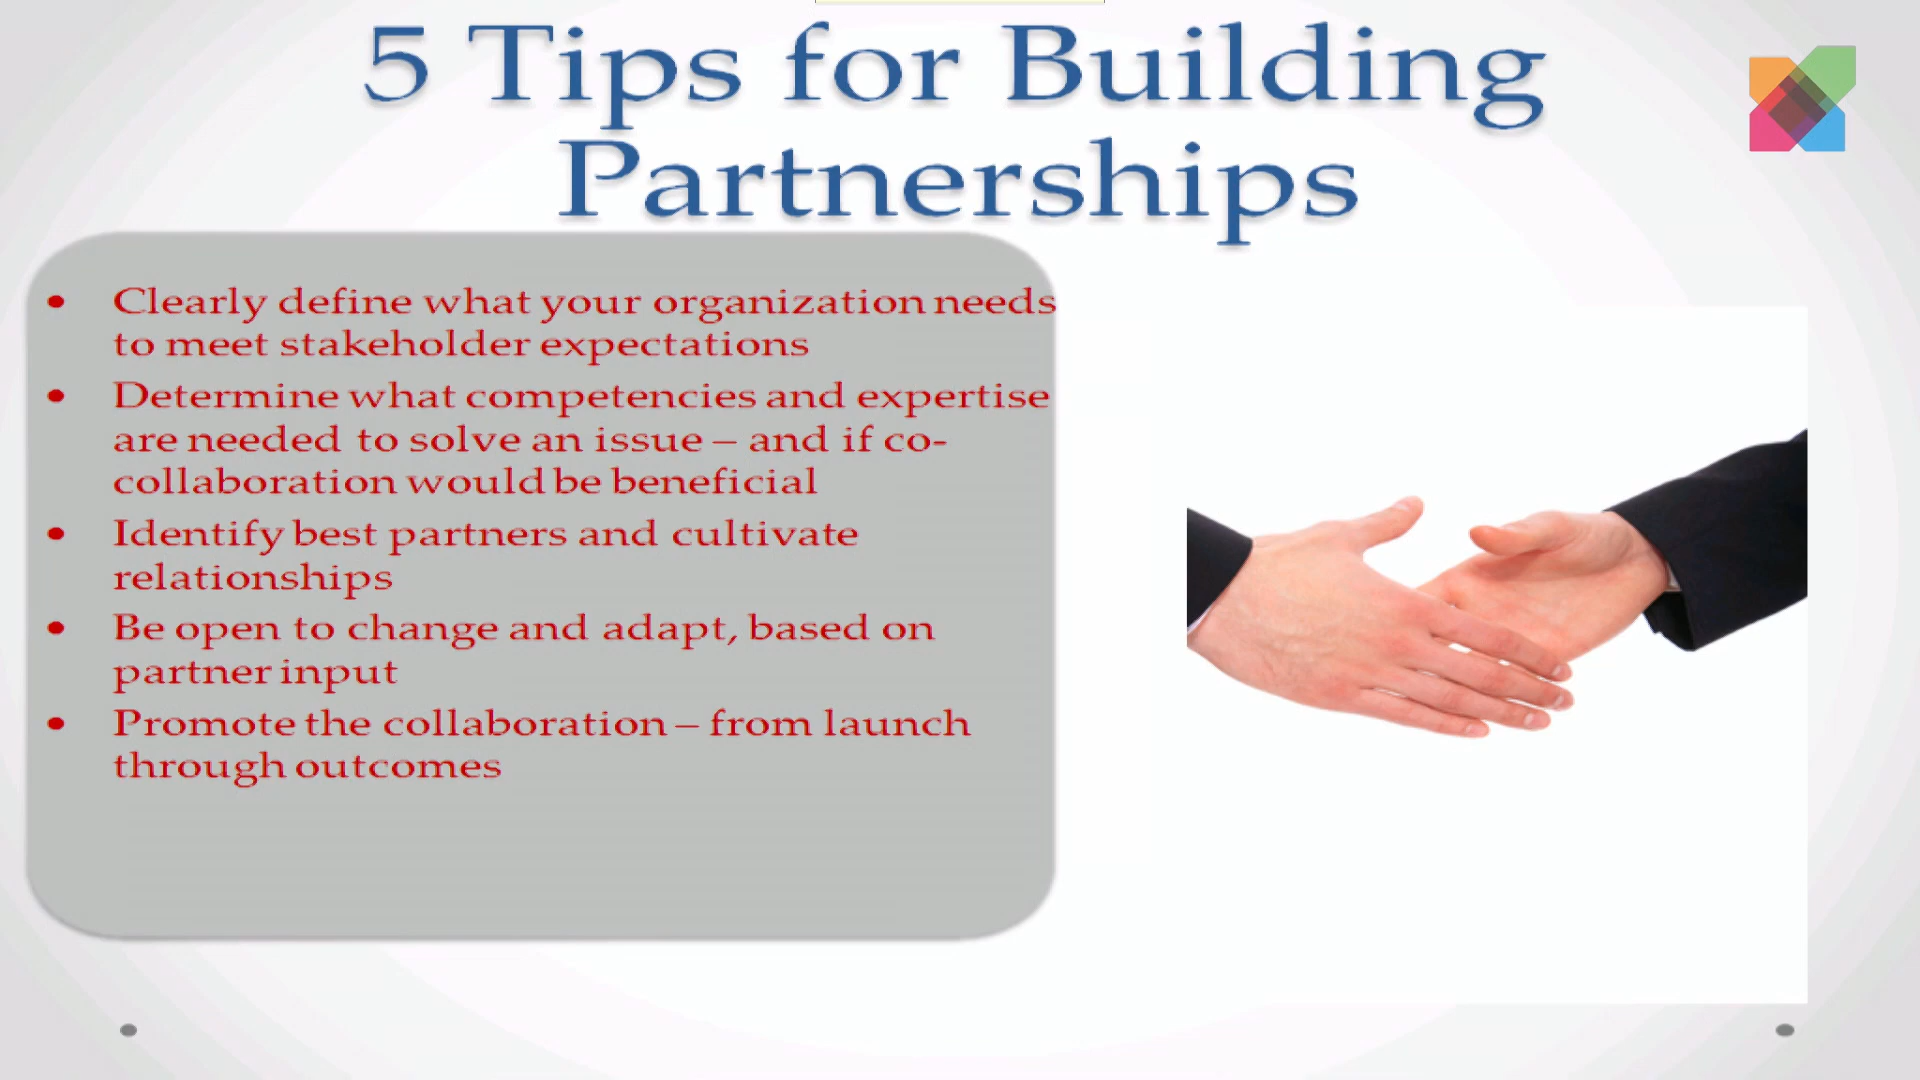 5 Tips for Building
Partnerships
• Clearly define what your organization needs
to meet stakeholder expectations
• Determine what competencies and expertise
are needed to solve an issue – and if co-
collaboration would be beneficial
• Identify best partners and cultivate
relationships
• Be open to change and adapt, based on
partner input
• Promote the collaboration – from launch
through outcomes